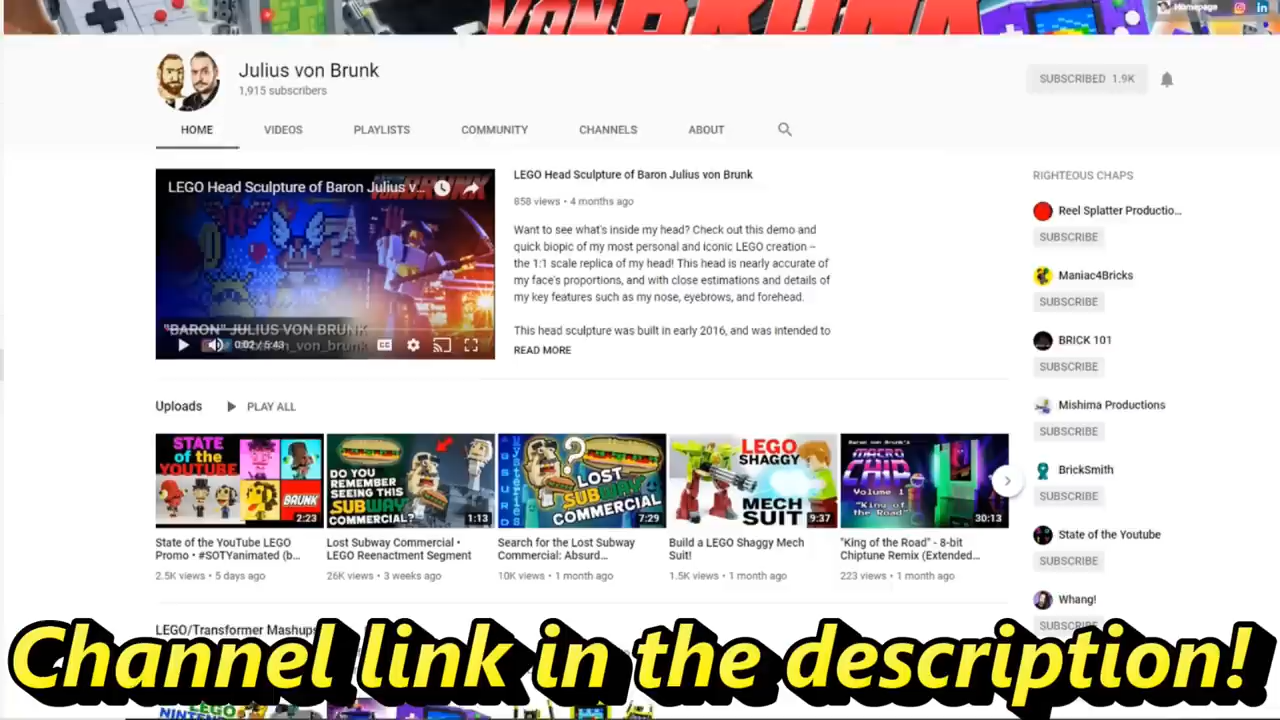 VON BRUNK
Homepage
Julius von Brunk
1,915 subscribers
SUBSCRIBED 1.9K
HOME VIDEOS PLAYLISTS COMMUNITY CHANNELS ABOUT
LEGO Head Sculpture of Baron Julius v...
"BARON" JULIUS VON BRUNK
0:02 / 5:43
LEGO Head Sculpture of Baron Julius von Brunk
858 views • 4 months ago
Want to see what's inside my head? Check out this demo and
quick biopic of my most personal and iconic LEGO creation --
the 1:1 scale replica of my head! This head is nearly accurate of
my face's proportions, and with close estimations and details of
my key features such as my nose, eyebrows, and forehead.
This head sculpture was built in early 2016, and was intended to
READ MORE
RIGHTEOUS CHAPS
Reel Splatter Productio...
SUBSCRIBE
Maniac4Bricks
SUBSCRIBE
BRICK 101
SUBSCRIBE
Mishima Productions
SUBSCRIBE
BrickSmith
SUBSCRIBE
State of the Youtube
SUBSCRIBE
Whang!
SUBSCRIBE
Uploads PLAY ALL
STATE
of the
YOUTUBE
BRUNK
2:23
DO YOU
REMEMBER
SEEING THIS
SUBWAY
COMMERCIAL?
1:13
ABSURD
LOST
SUBWAY
COMMERCIAL
7:29
LEGO
SHAGGY
MECH
SUIT
9:37
Baron von Brunk's
MACRO
CHIP
Volume 1
"King of
the Road"
30:13
State of the YouTube LEGO
Promo • #SOTYanimated (b...
2.5K views • 5 days ago
Lost Subway Commercial •
LEGO Reenactment Segment
26K views • 3 weeks ago
Search for the Lost Subway
Commercial: Absurd...
10K views • 1 month ago
Build a LEGO Shaggy Mech
Suit!
1.5K views • 1 month ago
"King of the Road" - 8-bit
Chiptune Remix (Extended...
223 views • 1 month ago
LEGO/Transformer Mashups
Channel link in the description!
LEGO
NINTENDO